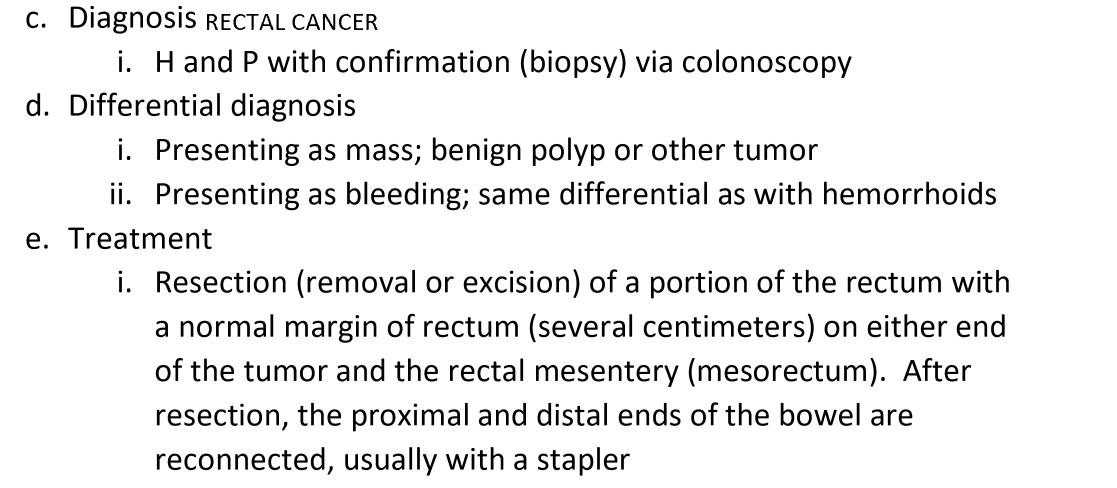 c. Diagnosis RECTAL CANCER
i. H and P with confirmation (biopsy) via colonoscopy
d. Differential diagnosis
i. Presenting as mass; benign polyp or other tumor
ii. Presenting as bleeding; same differential as with hemorrhoids
e. Treatment
i. Resection (removal or excision) of a portion of the rectum with
a normal margin of rectum (several centimeters) on either end
of the tumor and the rectal mesentery (mesorectum).  After
resection, the proximal and distal ends of the bowel are
reconnected, usually with a stapler